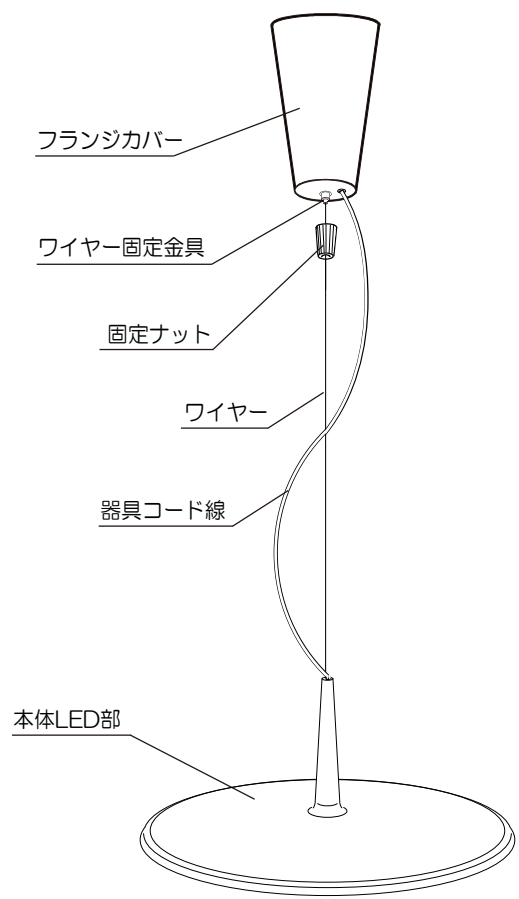 フランジカバー
ワイヤー固定金具
固定ナット
ワイヤー
器具コード線
本体LED部